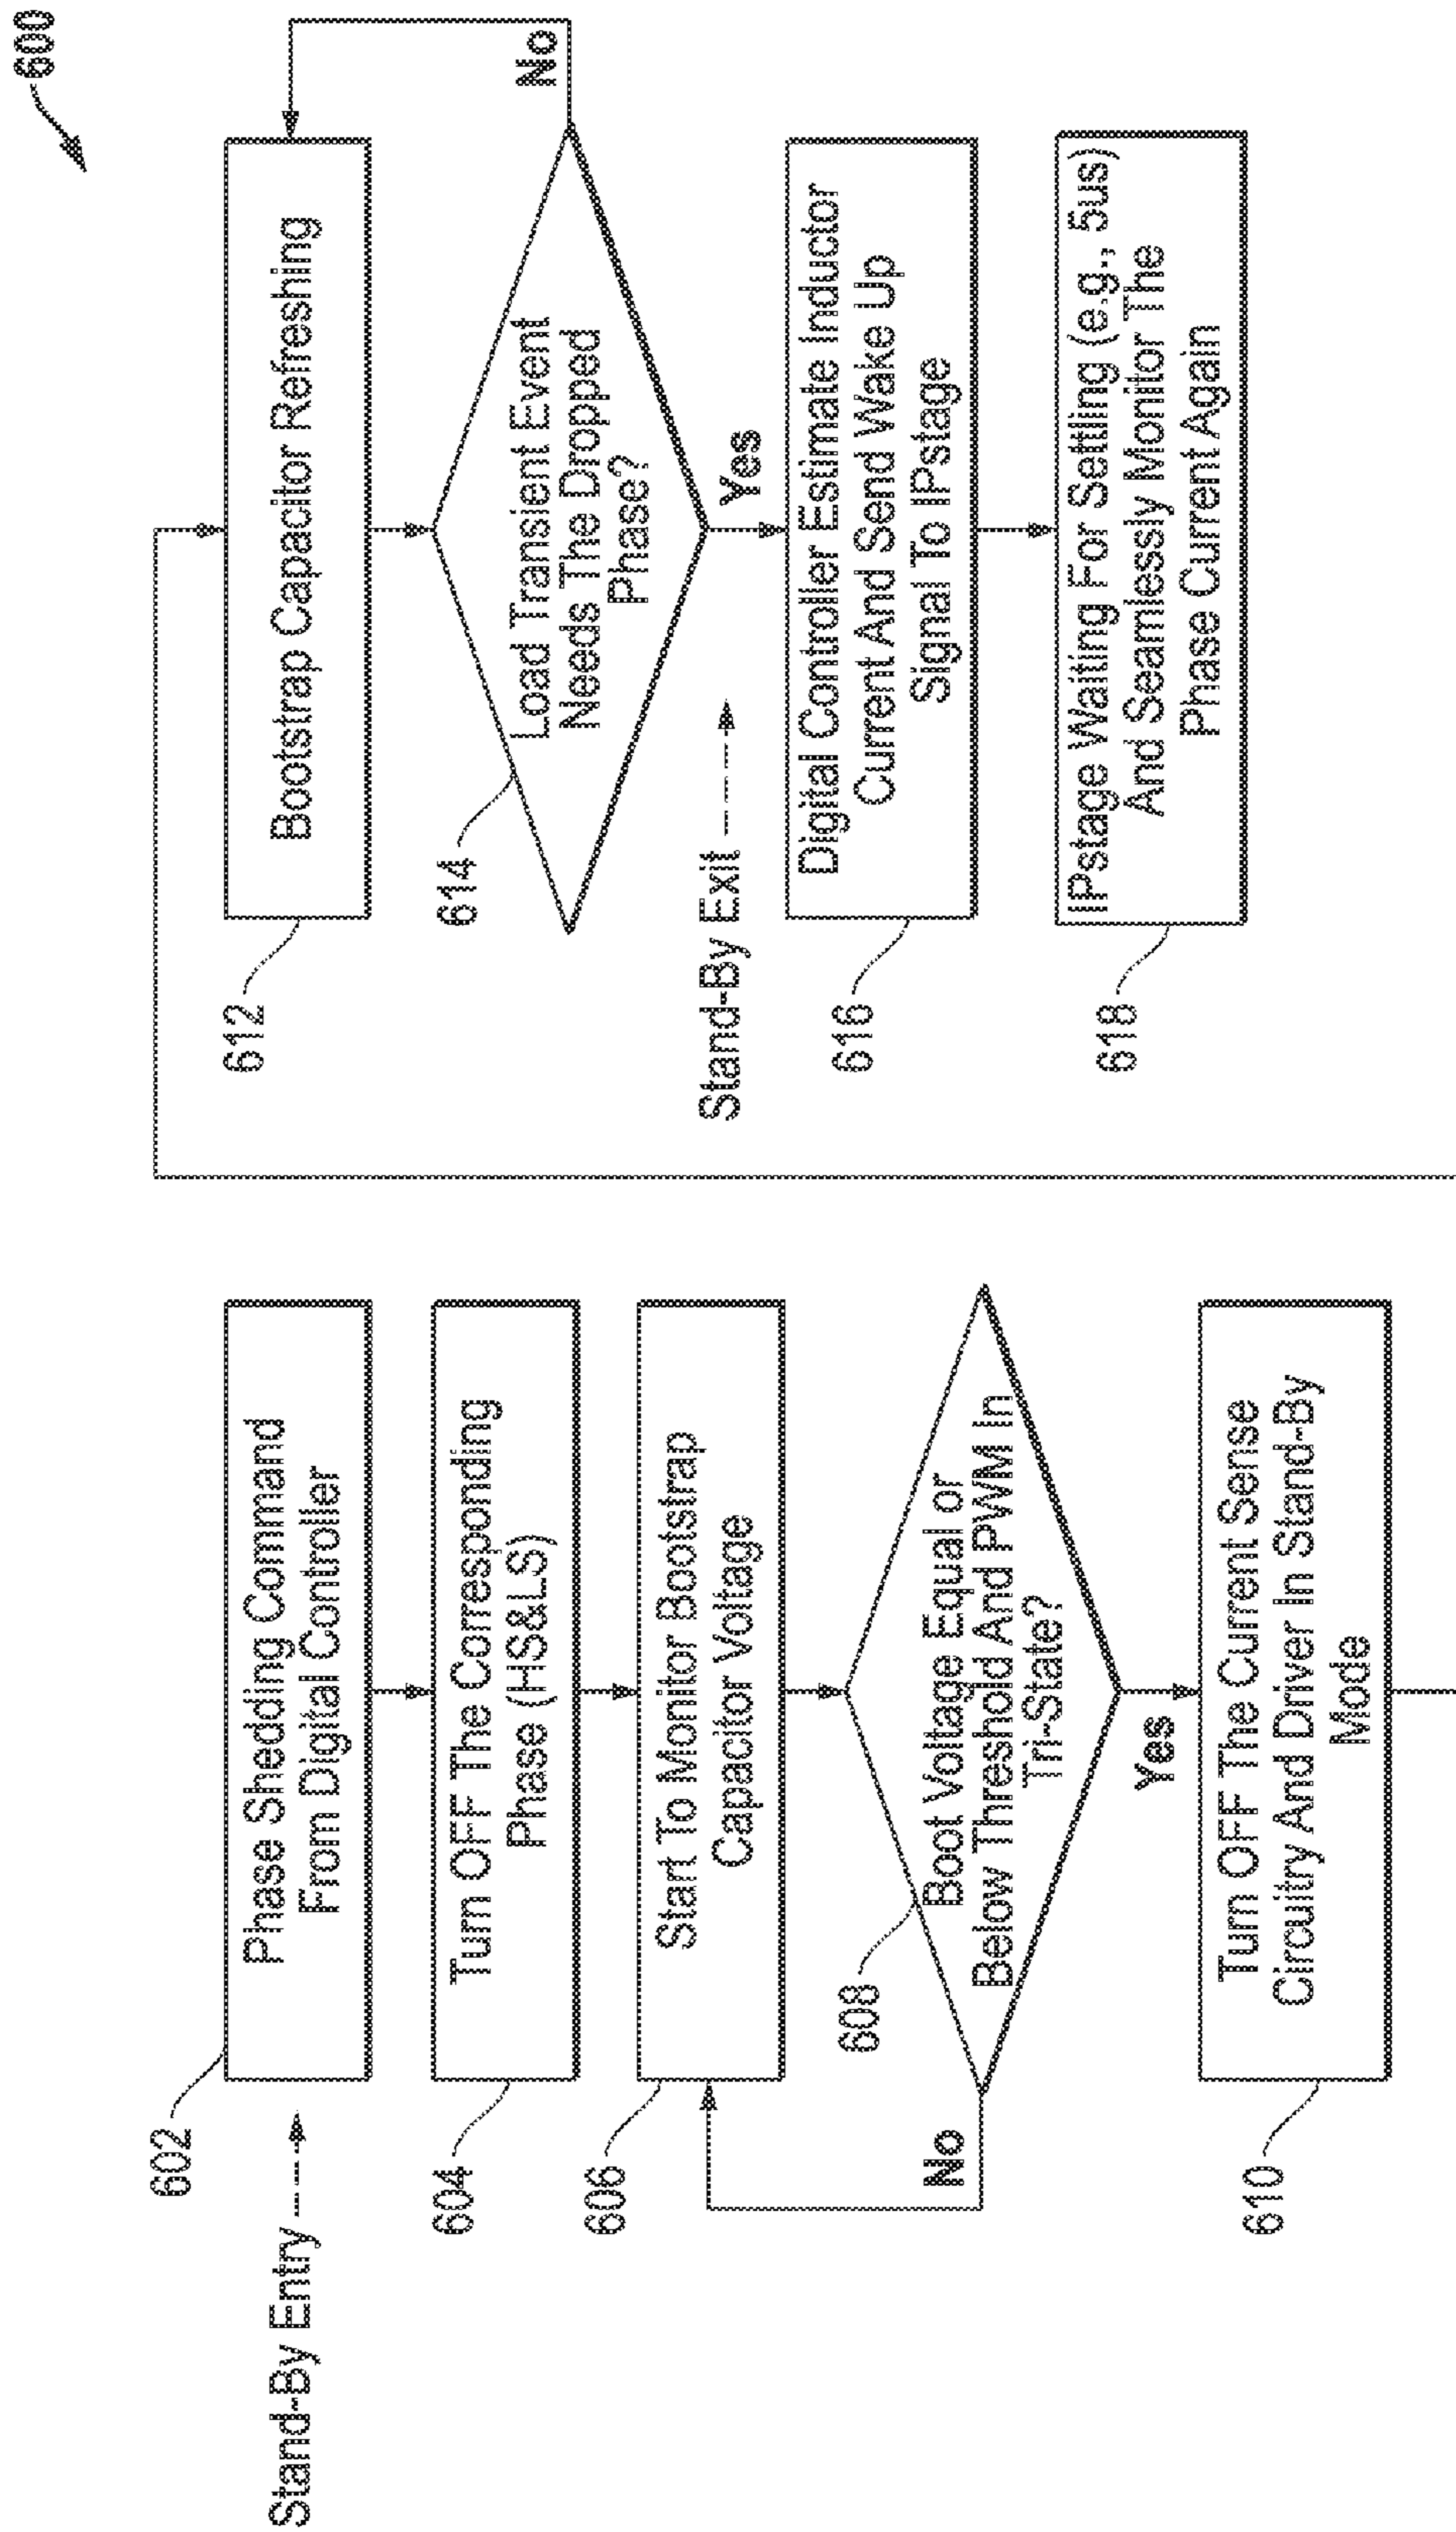 600
Stand-By Entry
602
Phase Shedding Command
From Digital Controller
604
Turn OFF The Corresponding
Phase (HS&LS)
606
Start To Monitor Bootstrap
Capacitor Voltage
608
Boot Voltage Equal or
Below Threshold And PWM In
Tri-State?
No
Yes
610
Turn OFF The Current Sense
Circuitry And Driver In Stand-By
Mode
612
Bootstrap Capacitor Refreshing
614
Load Transient Event
Needs The Dropped
Phase?
No
Yes
Stand-By Exit
616
Digital Controller Estimate Inductor
Current And Send Wake Up
Signal To IPstage
618
IPstage Waiting For Settling (e.g., 5us)
And Seamlessly Monitor The
Phase Current Again